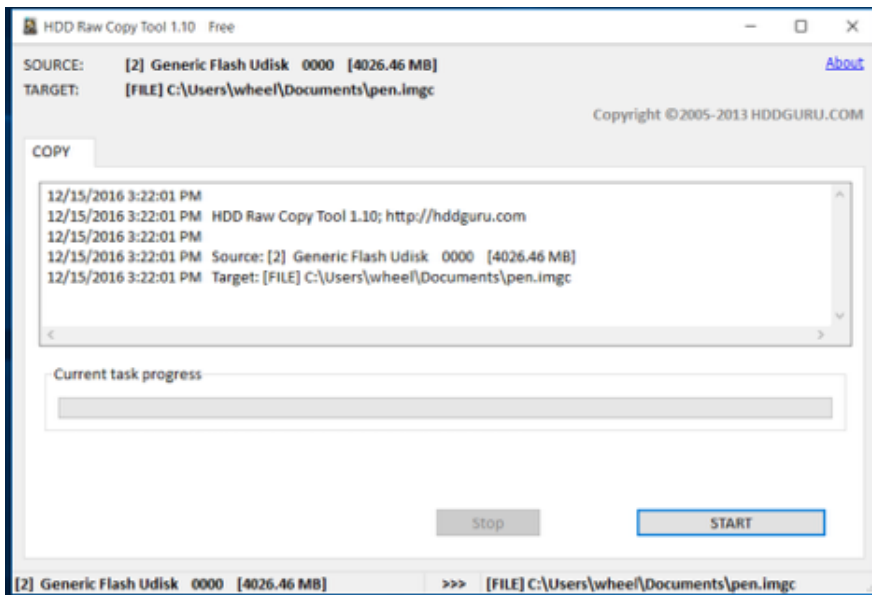 HDD Raw Copy Tool 1.10 Free
SOURCE: [2] Generic Flash Udisk 0000 [4026.46 MB] About
TARGET: [FILE] C:\Users\wheel\Documents\pen.imgc
Copyright ©2005-2013 HDDGURU.COM
COPY
12/15/2016 3:22:01 PM
12/15/2016 3:22:01 PM HDD Raw Copy Tool 1.10; http://hddguru.com
12/15/2016 3:22:01 PM
12/15/2016 3:22:01 PM Source: [2] Generic Flash Udisk 0000 [4026.46 MB]
12/15/2016 3:22:01 PM Target: [FILE] C:\Users\wheel\Documents\pen.imgc
Current task progress
Stop START
[2] Generic Flash Udisk 0000 [4026.46 MB] >>> [FILE] C:\Users\wheel\Documents\pen.imgc